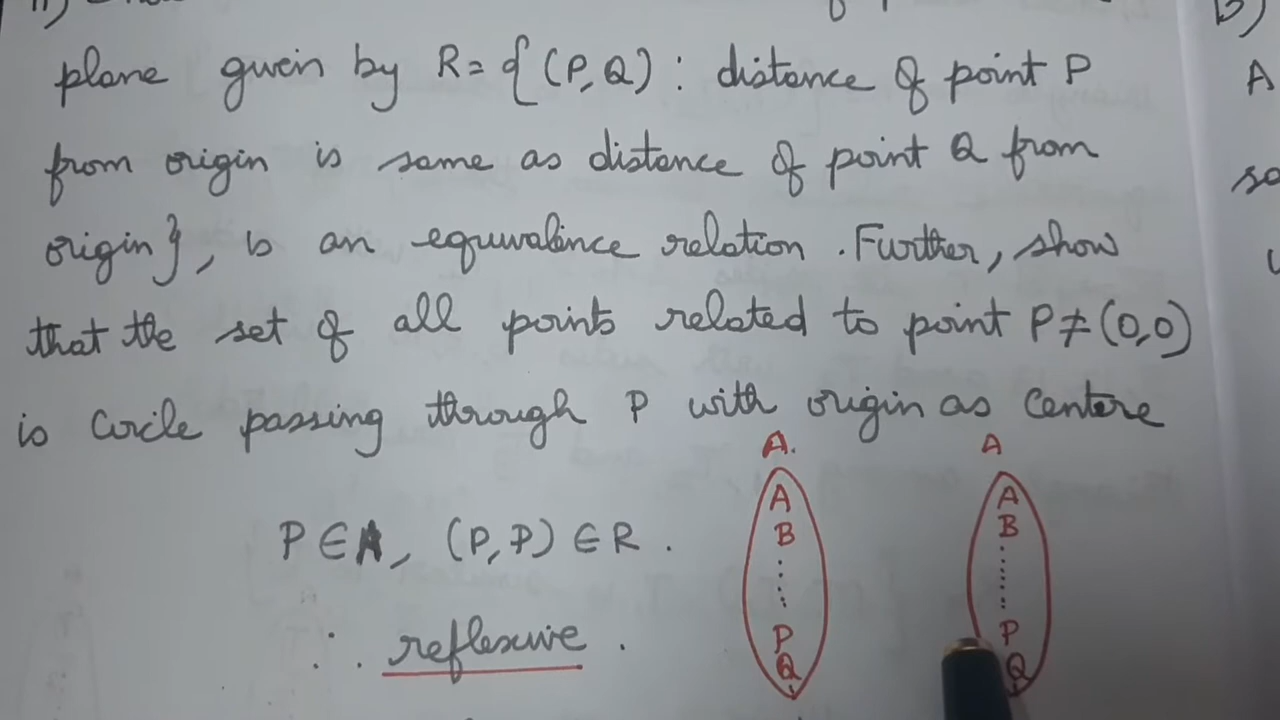 plane given by R = { (P, Q) : distance of point P
from origin is same as distance of point Q from
origin}, is an equivalence relation . Further, show
that the set of all points related to point P ≠ (0,0)
is Circle passing through P with origin as Centere
A.
A
P ∈ A, (P, P) ∈ R .
∴ reflexive .
A
B
P
Q
A
B
P
Q
A